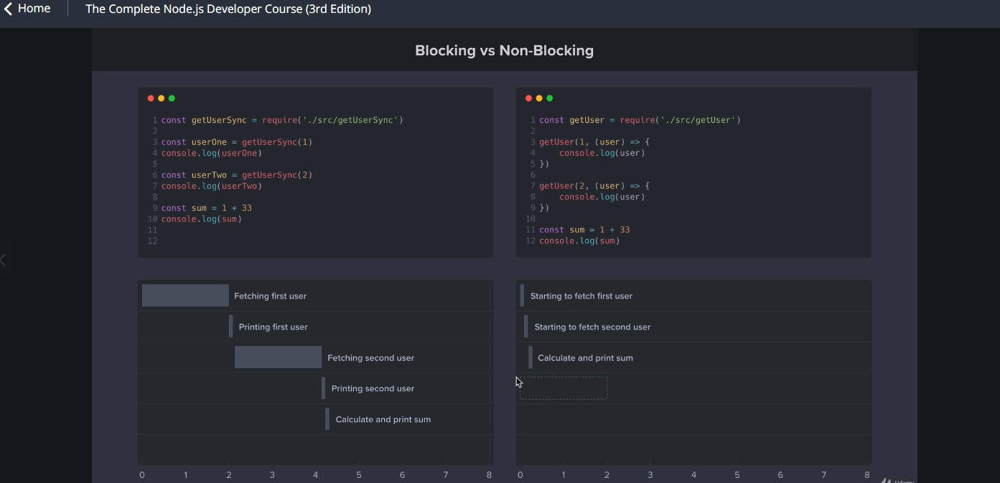 Home
The Complete Node.js Developer Course (3rd Edition)
Blocking vs Non-Blocking
1 const getUserSync = require('./src/getUserSync')
2
3 const userOne = getUserSync(1)
4 console.log(userOne)
5
6 const userTwo = getUserSync(2)
7 console.log(userTwo)
8
9 const sum = 1 + 33
10 console.log(sum)
11
12
1 const getUser = require('./src/getUser')
2
3 getUser(1, (user) => {
4     console.log(user)
5 })
6
7 getUser(2, (user) => {
8     console.log(user)
9 })
10
11 const sum = 1 + 33
12 console.log(sum)
Fetching first user
Printing first user
Fetching second user
Printing second user
Calculate and print sum
0 1 2 3 4 5 6 7 8
Starting to fetch first user
Starting to fetch second user
Calculate and print sum
0 1 2 3 4 5 6 7 8